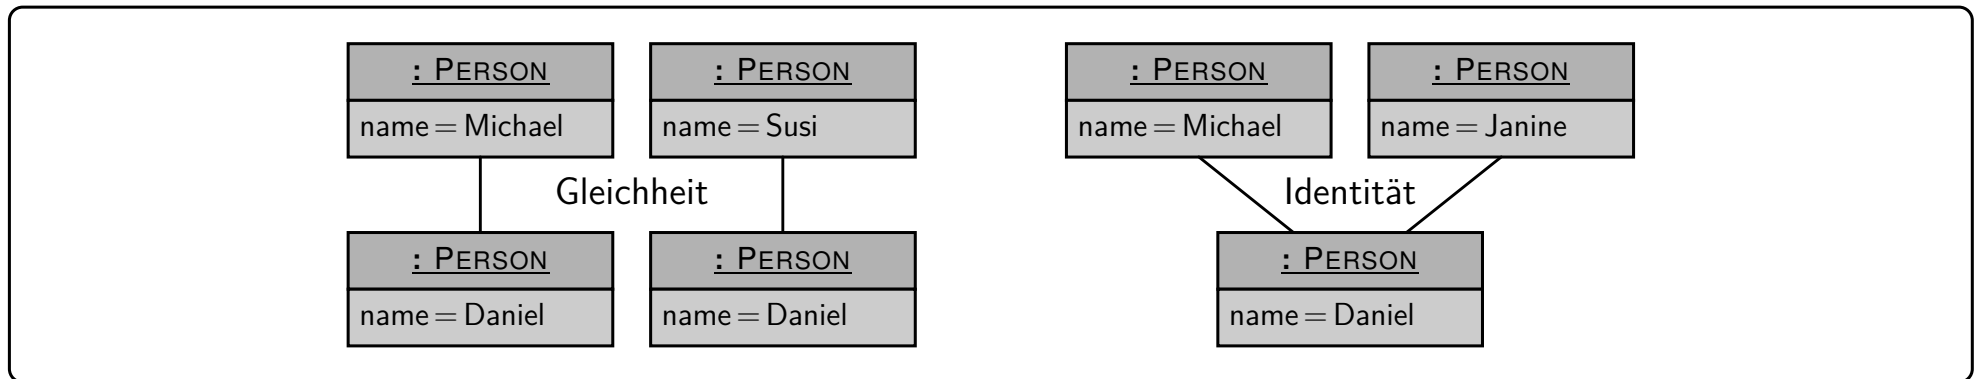 : PERSON : PERSON : PERSON : PERSON
name = Michael name = Susi name = Michael name = Janine
Gleichheit Identität
: PERSON : PERSON : PERSON
name = Daniel name = Daniel name = Daniel